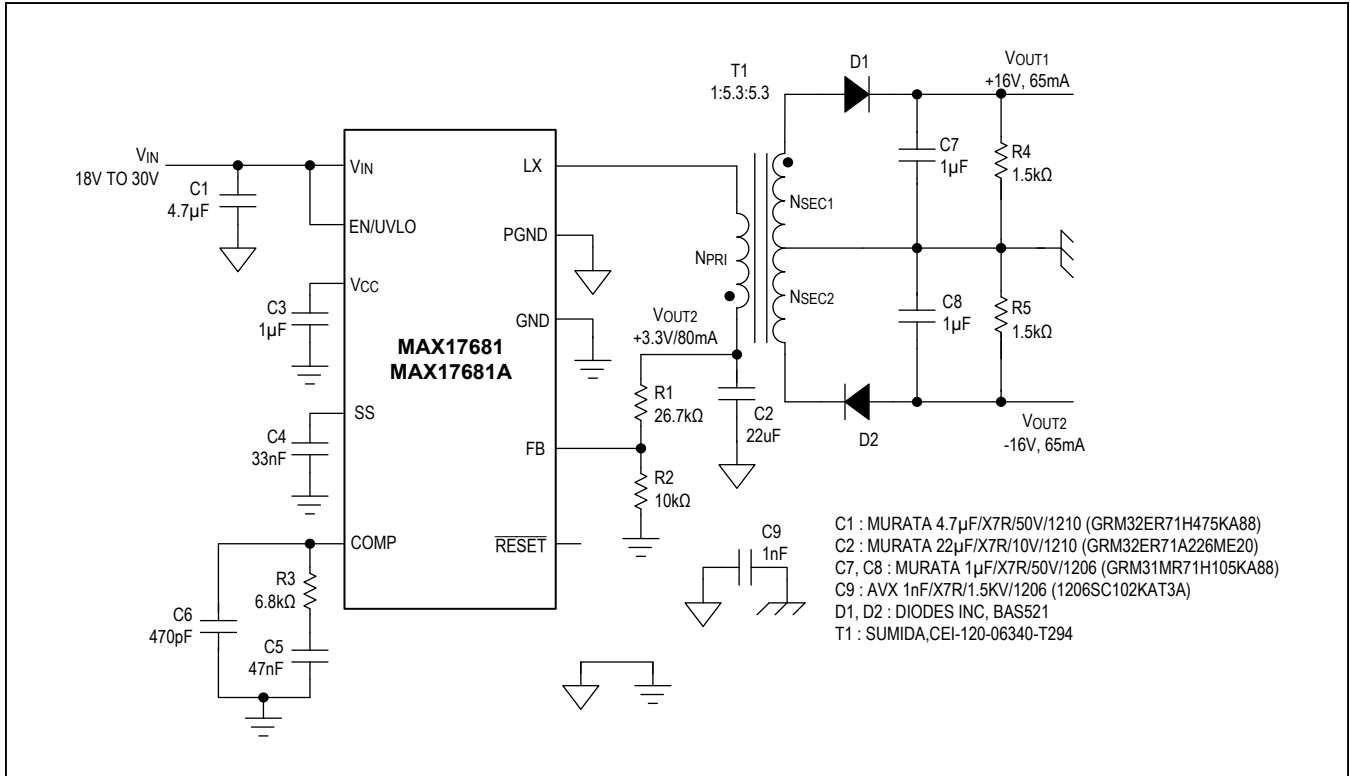 VIN
18V TO 30V
C1
4.7µF
VIN
EN/UVLO
VCC
C3
1µF
SS
C4
33nF
COMP
R3
6.8kΩ
C6
470pF
C5
47nF
MAX17681
MAX17681A
LX
PGND
GND
FB
RESET
T1
1:5.3:5.3
NPRI
NSEC1
NSEC2
VOUT2
+3.3V/80mA
R1
26.7kΩ
R2
10kΩ
C2
22uF
D1
VOUT1
+16V, 65mA
C7
1µF
R4
1.5kΩ
C8
1µF
R5
1.5kΩ
D2
VOUT2
-16V, 65mA
C9
1nF
C1 : MURATA 4.7µF/X7R/50V/1210 (GRM32ER71H475KA88)
C2 : MURATA 22µF/X7R/10V/1210 (GRM32ER71A226ME20)
C7, C8 : MURATA 1µF/X7R/50V/1206 (GRM31MR71H105KA88)
C9 : AVX 1nF/X7R/1.5KV/1206 (1206SC102KAT3A)
D1, D2 : DIODES INC, BAS521
T1 : SUMIDA,CEI-120-06340-T294